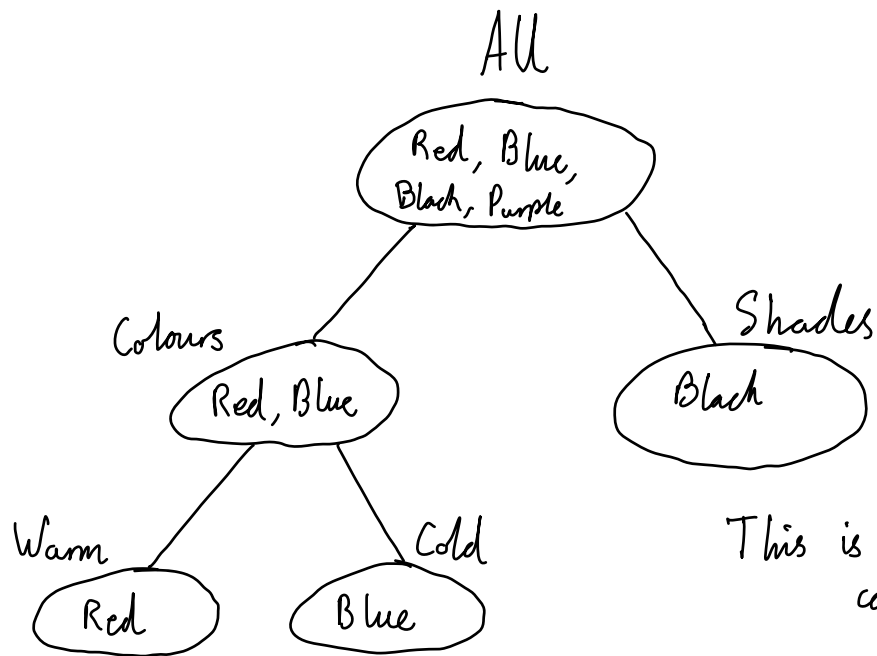 All
Red, Blue,
Black, Purple
Colours
Shades
Red, Blue
Black
Warm
Cold
This is
Red
Blue